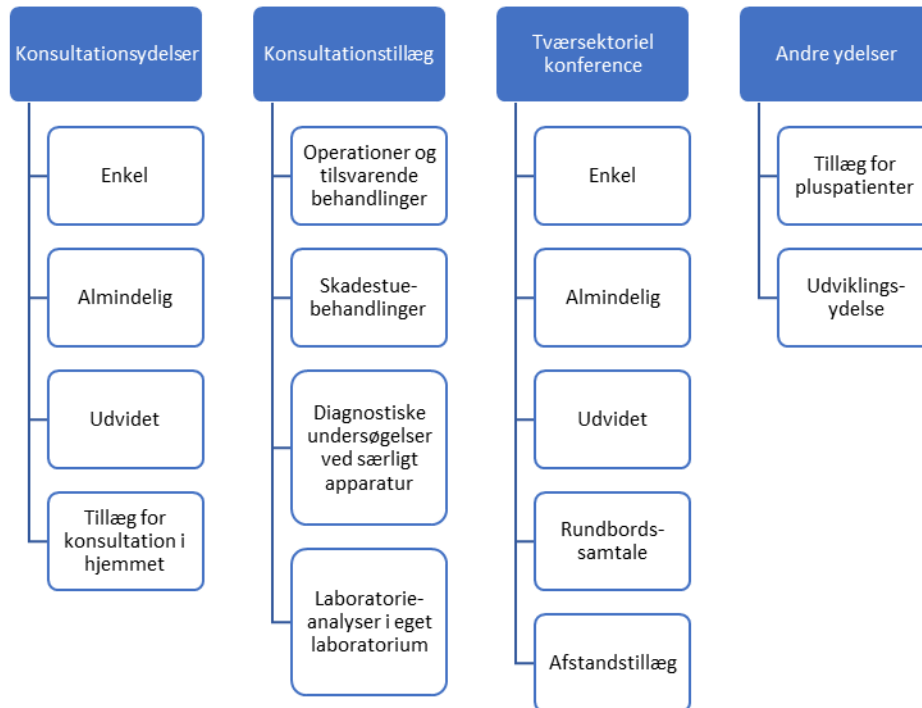 Konsultationsydelser
Enkel
Almindelig
Udvidet
Tillæg for
konsultation i
hjemmet
Konsultationstillæg
Operationer og
tilsvarende
behandlinger
Skadestue-
behandlinger
Diagnostiske
undersøgelser
ved særligt
apparatur
Laboratorie-
analyser i eget
laboratorium
Tværsektoriel
konference
Enkel
Almindelig
Udvidet
Rundbords-
samtale
Afstandstillæg
Andre ydelser
Tillæg for
pluspatienter
Udviklings-
ydelse